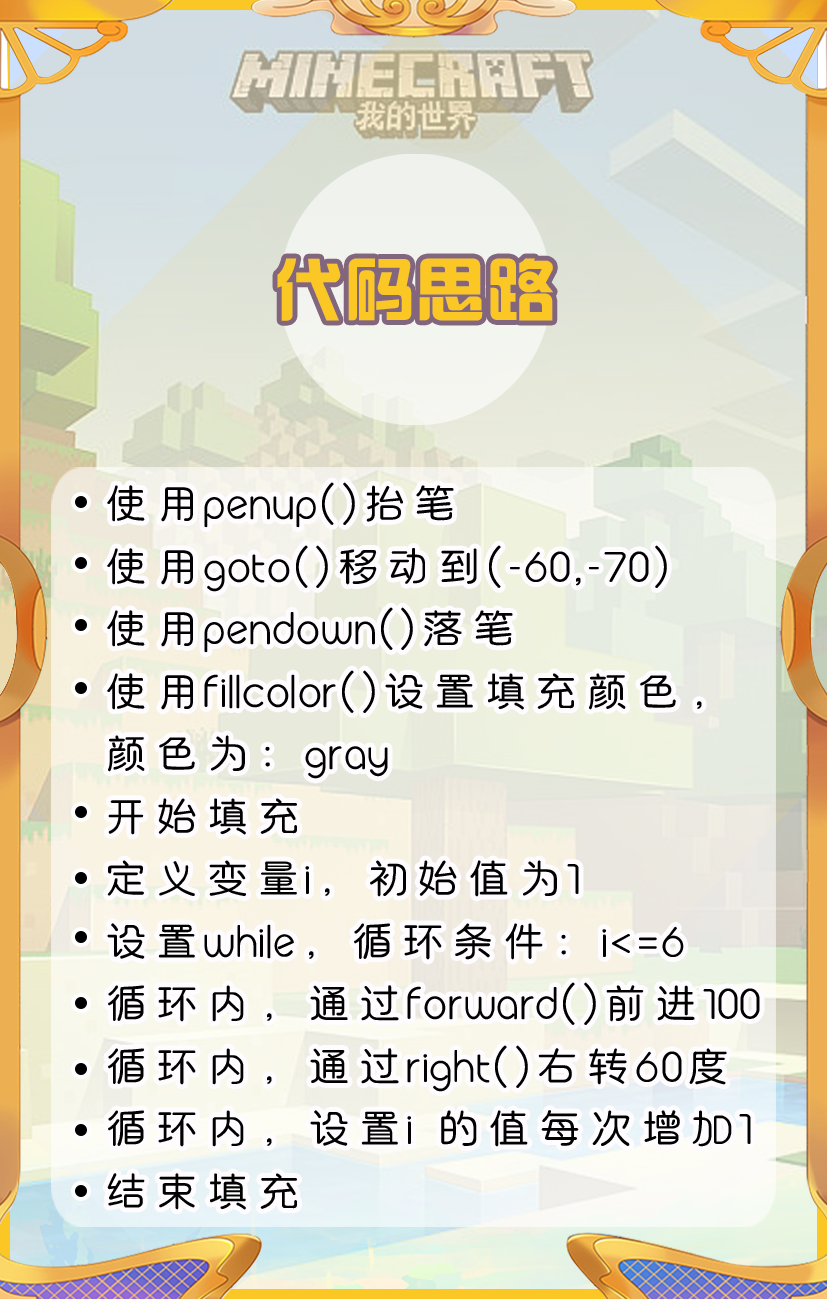 MINECRAFT
我的世界
代码思路
• 使用penup()抬笔
• 使用goto()移动到(-60,-70)
• 使用pendown()落笔
• 使用fillcolor()设置填充颜色，
颜色为：gray
• 开始填充
• 定义变量i，初始值为1
• 设置while，循环条件：i<=6
• 循环内，通过forward()前进100
• 循环内，通过right()右转60度
• 循环内，设置i 的值每次增加1
• 结束填充